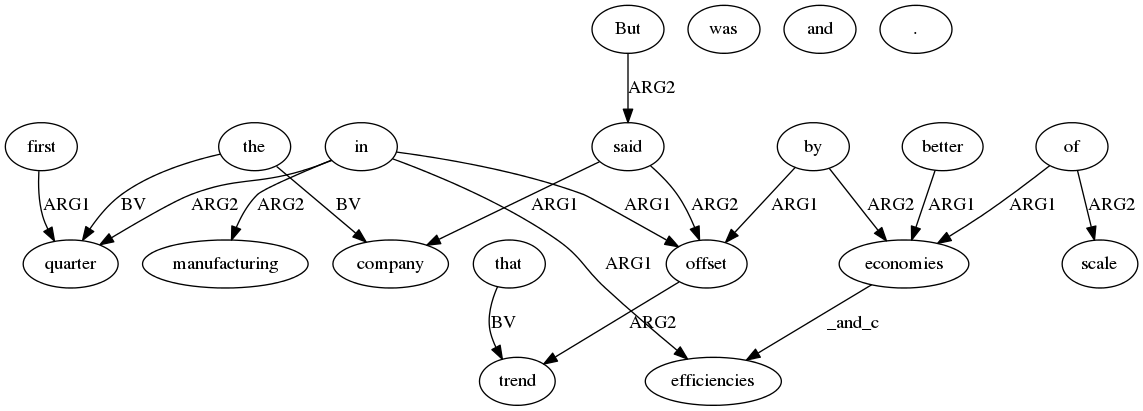 But was and .
ARG2
first the in said by better of
ARG1 BV ARG2 ARG2 BV ARG1 ARG1 ARG2 ARG1 ARG2 ARG1 ARG1 ARG2
quarter manufacturing company that offset economies scale
BV ARG1 ARG2 _and_c
trend efficiencies